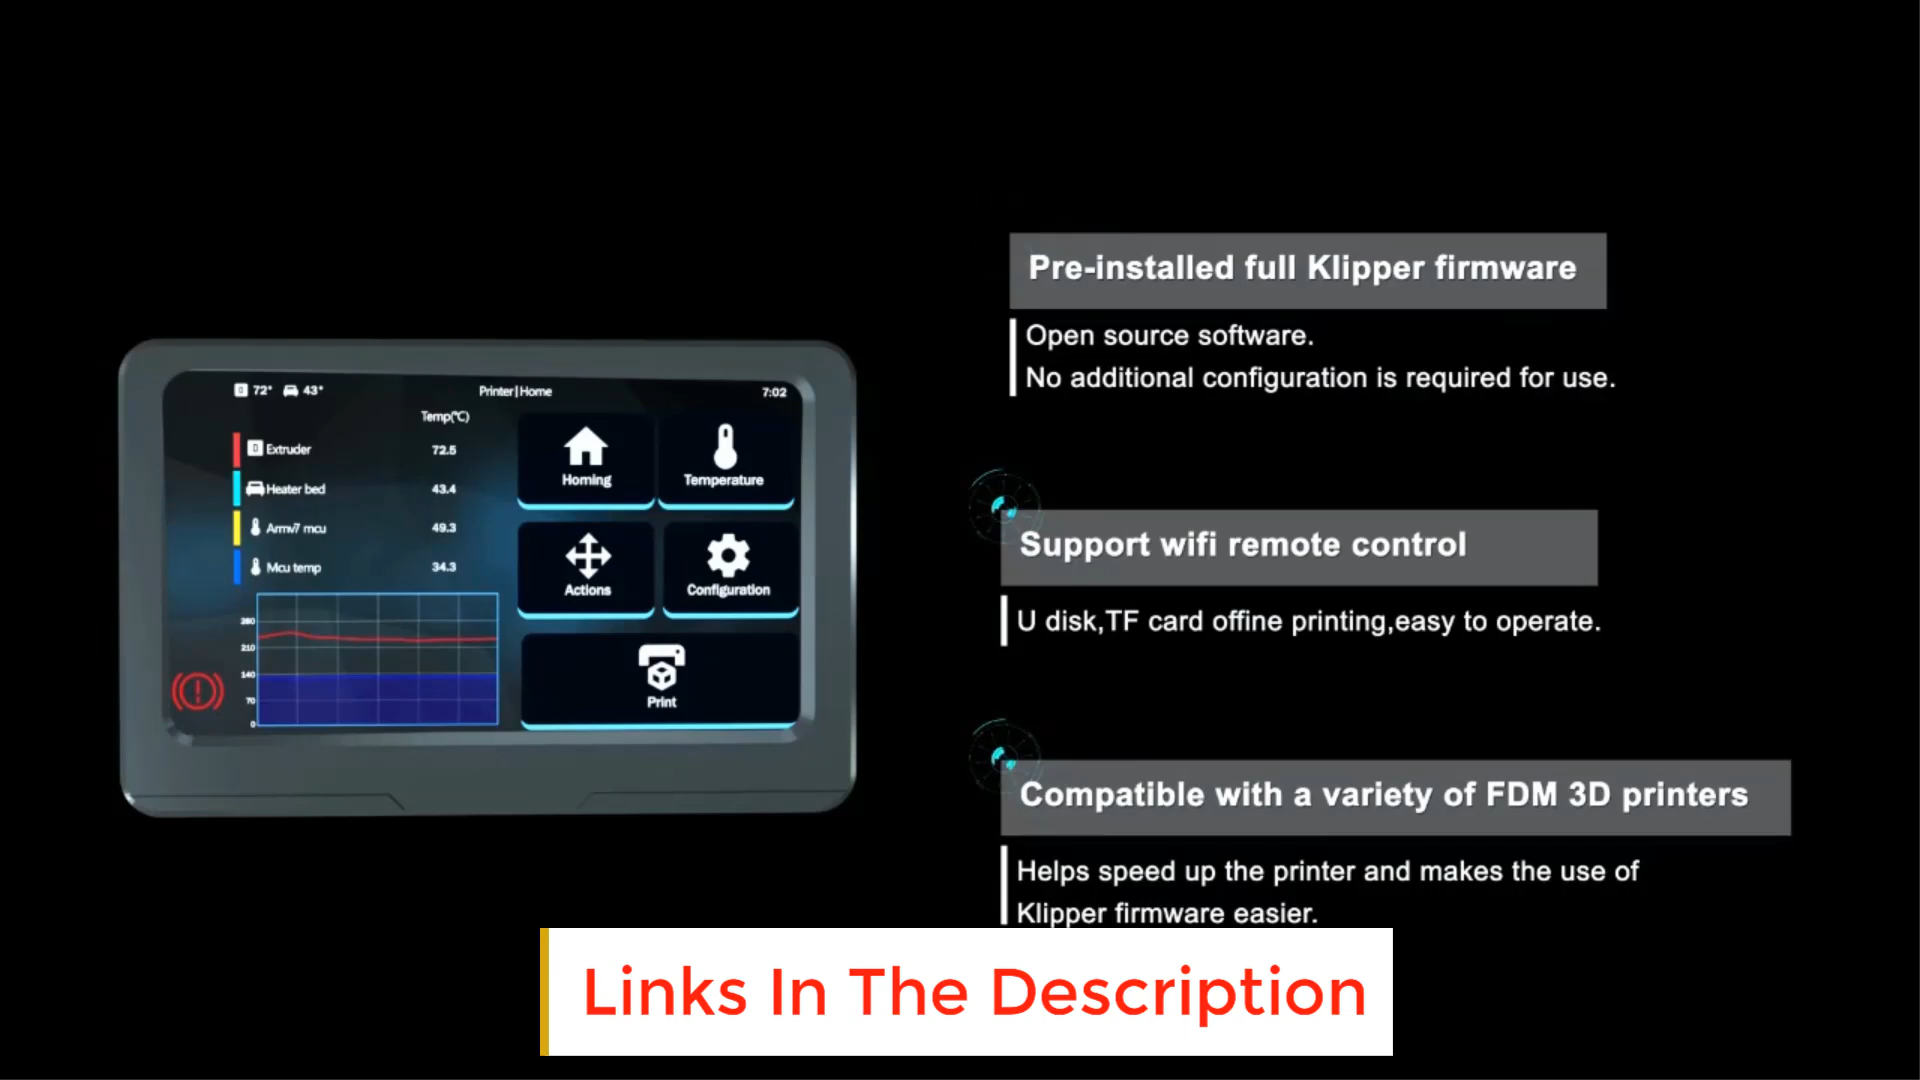 72° 43° Printer|Home 7:02
Temp(℃)
Extruder 72.5
Heater bed 43.4
Armv7 mcu 49.3
Mcu temp 34.3
280
210
140
70
0
Homing
Temperature
Actions
Configuration
Print
Pre-installed full Klipper firmware
Open source software.
No additional configuration is required for use.
Support wifi remote control
U disk,TF card offine printing,easy to operate.
Compatible with a variety of FDM 3D printers
Helps speed up the printer and makes the use of
Klipper firmware easier.
Links In The Description